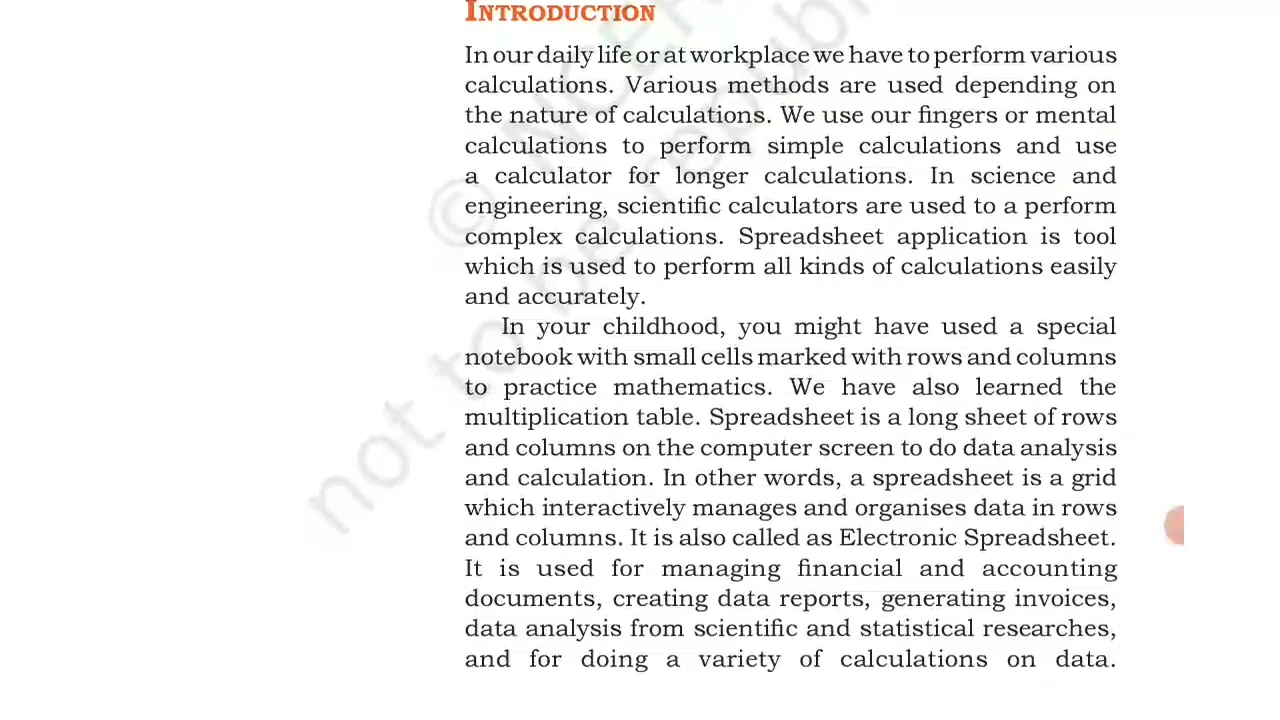 INTRODUCTION
In our daily life or at workplace we have to perform various
calculations. Various methods are used depending on
the nature of calculations. We use our fingers or mental
calculations to perform simple calculations and use
a calculator for longer calculations. In science and
engineering, scientific calculators are used to a perform
complex calculations. Spreadsheet application is tool
which is used to perform all kinds of calculations easily
and accurately.
In your childhood, you might have used a special
notebook with small cells marked with rows and columns
to practice mathematics. We have also learned the
multiplication table. Spreadsheet is a long sheet of rows
and columns on the computer screen to do data analysis
and calculation. In other words, a spreadsheet is a grid
which interactively manages and organises data in rows
and columns. It is also called as Electronic Spreadsheet.
It is used for managing financial and accounting
documents, creating data reports, generating invoices,
data analysis from scientific and statistical researches,
and for doing a variety of calculations on data.
© NCE
not to be republi